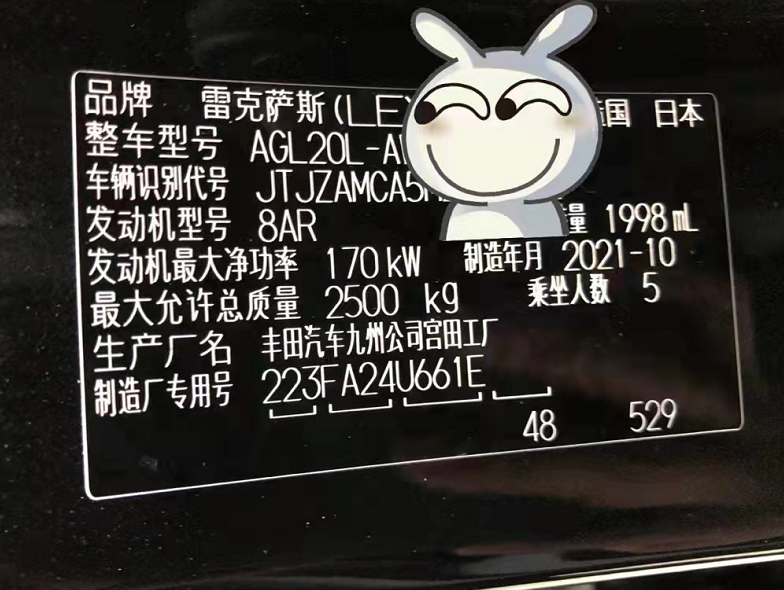 品牌 雷克萨斯(LE 国 日本
整车型号 AGL20L-A
车辆识别代号 JTJZAMCA5
发动机型号 8AR 量 1998 mL
发动机最大净功率 170 kW 制造年月 2021-10
最大允许总质量 2500 kg 乘坐人数 5
生产厂名 丰田汽车九州公司宫田工厂
制造厂专用号 223FA24U661E
48 529